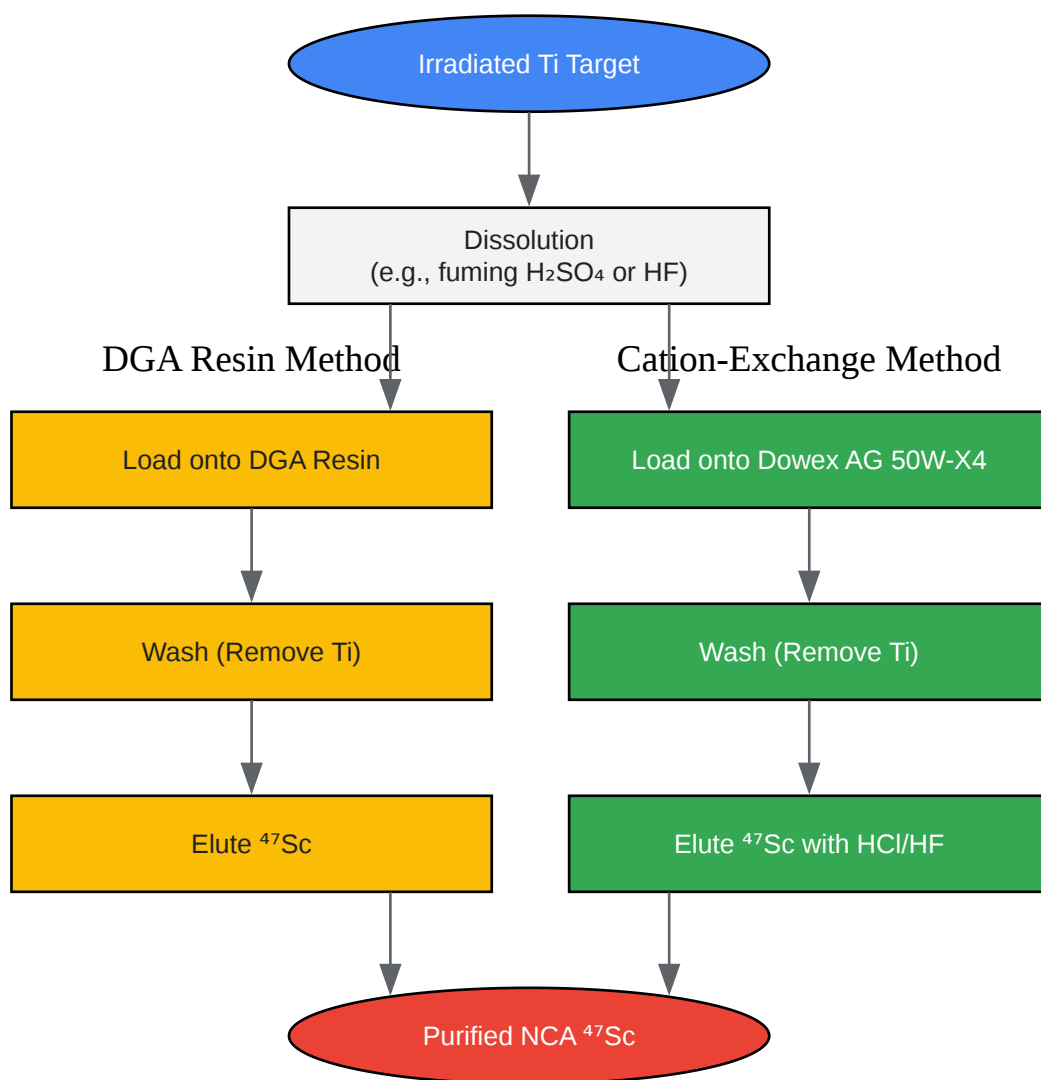 Irradiated Ti Target
Dissolution
(e.g., fuming H₂SO₄ or HF)
DGA Resin Method
Cation-Exchange Method
Load onto DGA Resin
Load onto Dowex AG 50W-X4
Wash (Remove Ti)
Wash (Remove Ti)
Elute ⁴⁷Sc
Elute ⁴⁷Sc with HCl/HF
Purified NCA ⁴⁷Sc